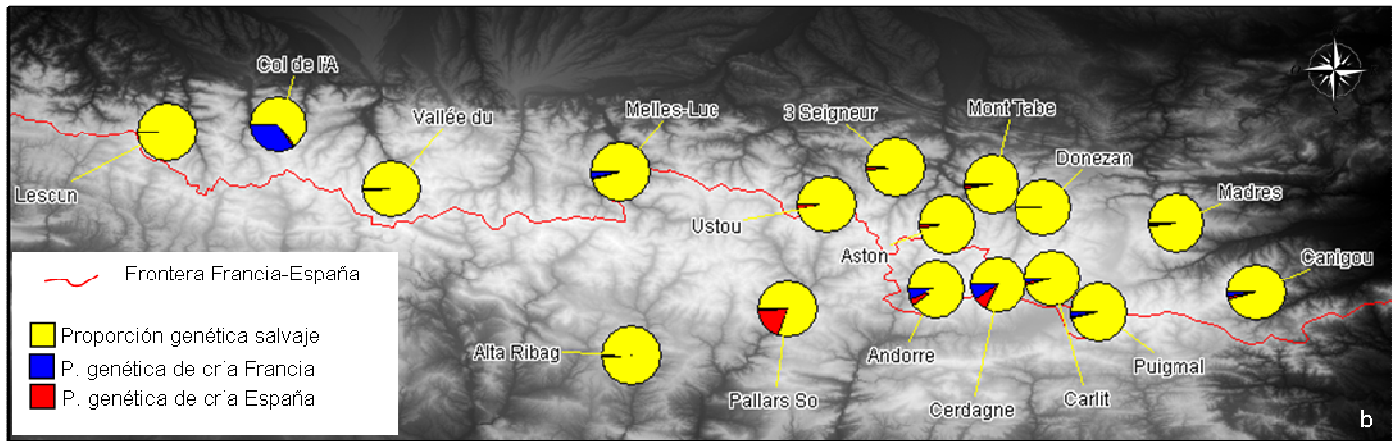 Col de l'A
Vallée du
Melles-Luc
3 Seigneur
Mont Tabe
Donezan
Madres
Lescun
Ustou
Aston
Canigou
Frontera Francia-España
Proporción genética salvaje
P. genética de cr'a Francia
P. genética de cr'a España
Alta Ribag
Pallars So
Andorre
Cerdagne
Carlit
Puigmal
b